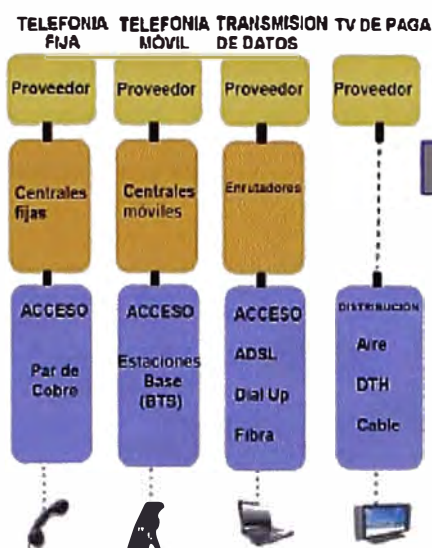 TELEFONIA FIJA
TELEFONIA MÓVIL
TRANSMISION DE DATOS
TV DE PAGA
Proveedor
Proveedor
Proveedor
Proveedor
Centrales
fijas
Centrales
móviles
Enrutadores
ACCESO
Par de
Cobre
ACCESO
Estaciones
Base
(BTS)
ACCESO
ADSL
Dial Up
Fibra
DISTRIBUCIÓN
Aire
DTH
Cable